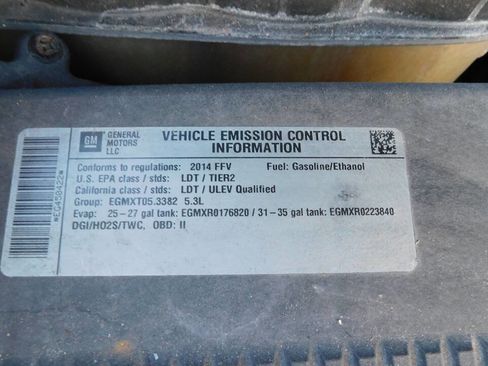 GM
GENERAL
MOTORS
LLC
VEHICLE EMISSION CONTROL
INFORMATION
Conforms to regulations: 2014 FFV Fuel: Gasoline/Ethanol
U.S. EPA class / stds: LDT / TIER2
California class / stds: LDT / ULEV Qualified
Group: EGMXT05.3382 5.3L
Evap: 25-27 gal tank: EGMXR0176820 / 31-35 gal tank: EGMXR0223840
DGI/HO2S/TWC, OBD: II
*EG450422*